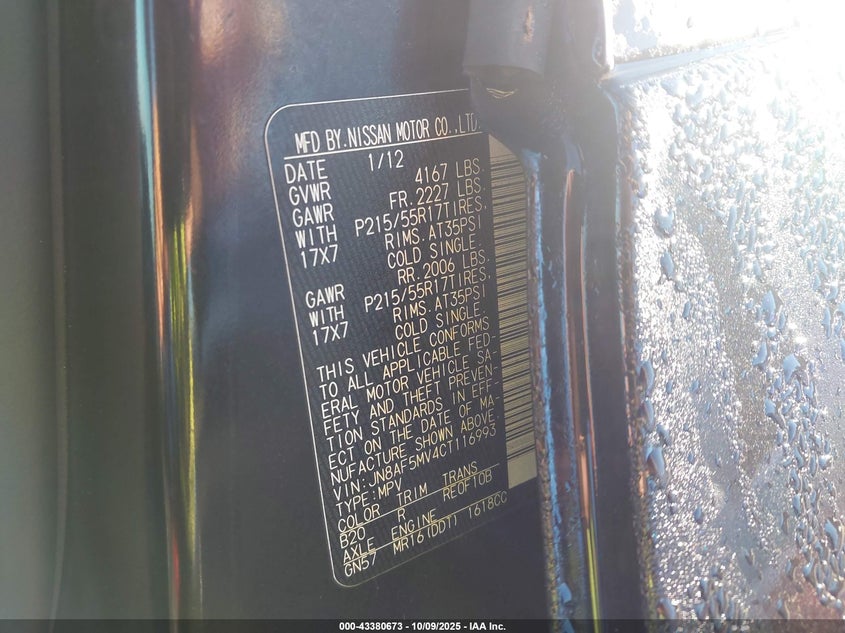 MFD BY.NISSAN MOTOR CO.,LTD.
DATE 1/12
GVWR 4167 LBS.
GAWR FR. 2227 LBS.
WITH P215/55R17TIRES,
17X7 RIMS.AT35PSI
COLD SINGLE.
GAWR RR. 2006 LBS.
WITH P215/55R17TIRES,
17X7 RIMS.AT35PSI
COLD SINGLE.
THIS VEHICLE CONFORMS
TO ALL APPLICABLE FED-
ERAL MOTOR VEHICLE SA-
FETY AND THEFT PREVEN-
TION STANDARDS IN EFF-
ECT ON THE DATE OF MA-
NUFACTURE SHOWN ABOVE.
VIN:JN8AF5MV4CT116993
TYPE:MPV
COLOR TRIM TRANS
B20 R RE0F10B
AXLE ENGINE
GN57 MR16(DDT) 1618CC
000-43380673 - 10/09/2025 - IAA Inc.